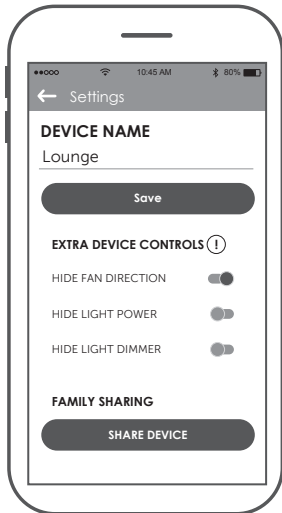 10:45 AM 80%
Settings
DEVICE NAME
Lounge
Save
EXTRA DEVICE CONTROLS !
HIDE FAN DIRECTION
HIDE LIGHT POWER
HIDE LIGHT DIMMER
FAMILY SHARING
SHARE DEVICE